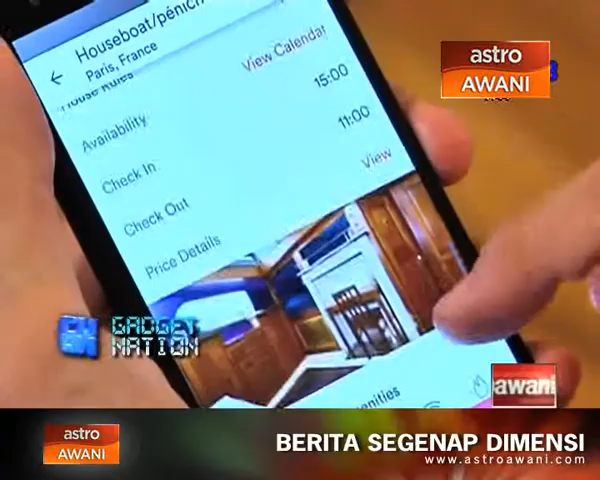 Houseboat/pénich
Paris, France
House Rules
Availability
View Calendar
Check In
15:00
Check Out
11:00
Price Details
View
enities
astro
AWANI
GADGET
NATION
awani
astro
AWANI
BERITA SEGENAP DIMENSI
www.astroawani.com